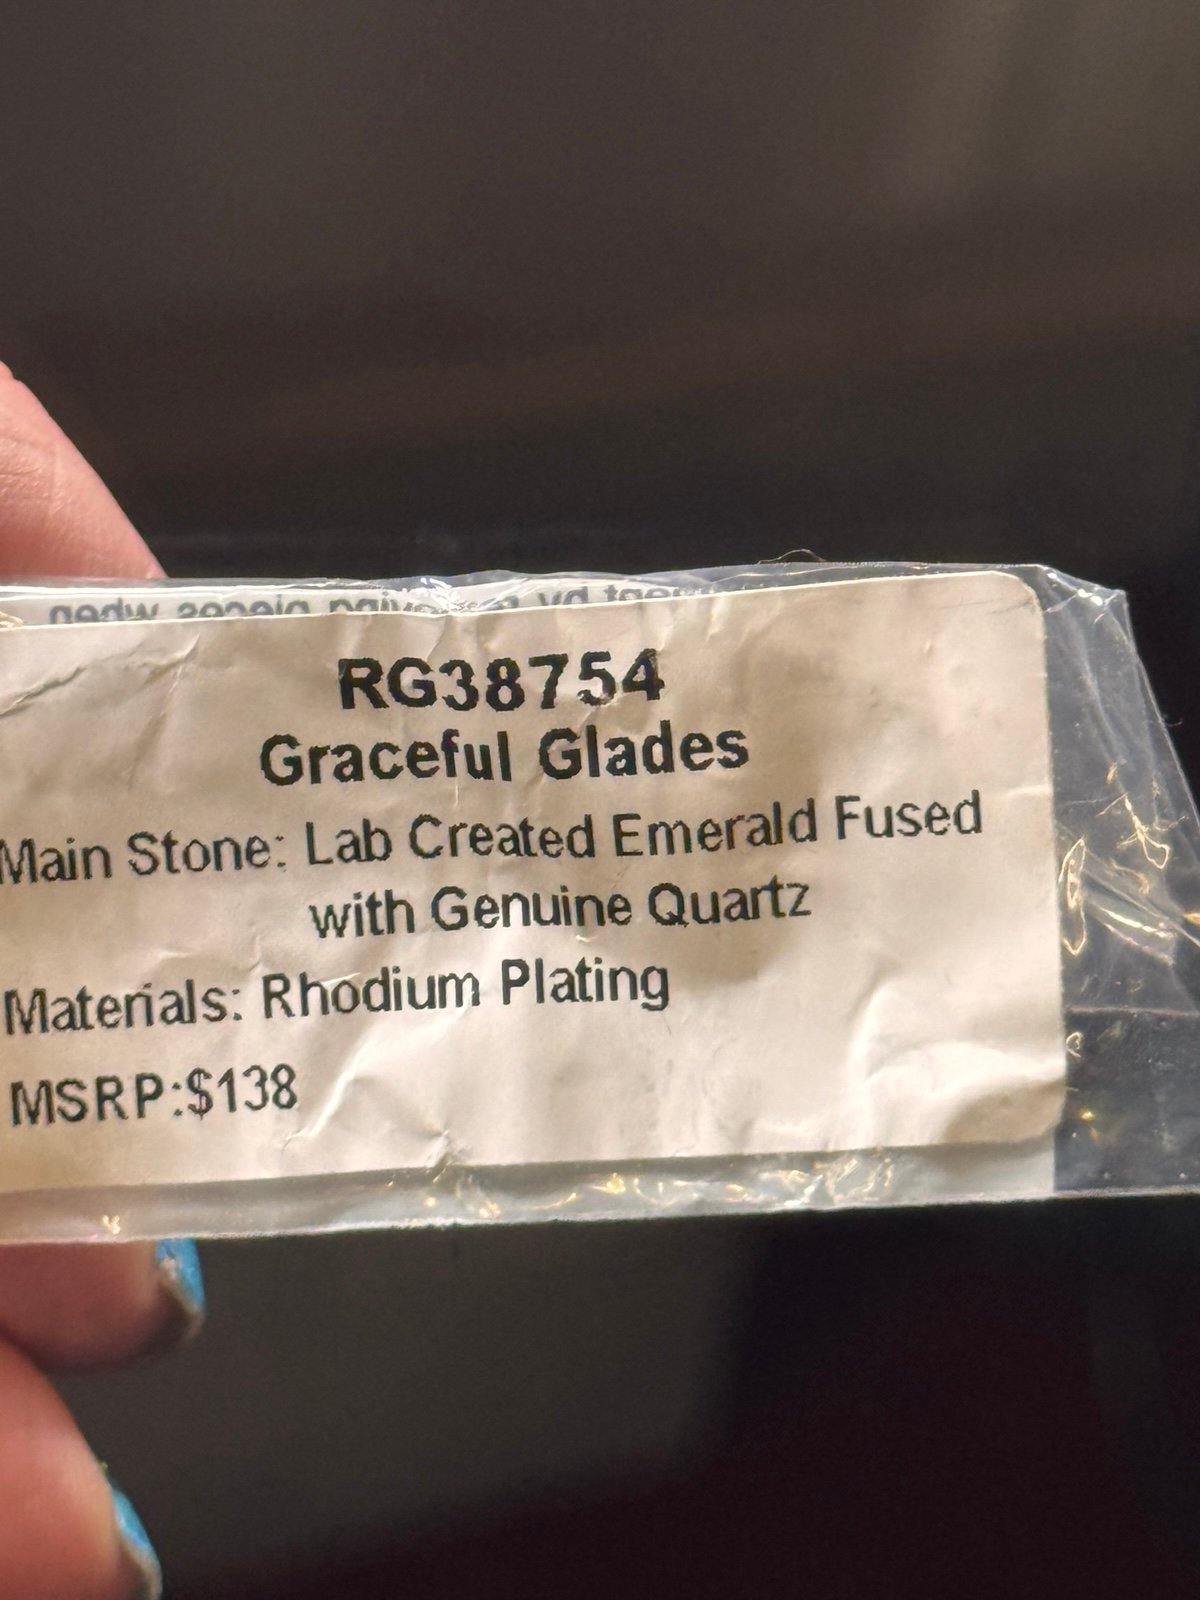 RG38754
Graceful Glades
Main Stone: Lab Created Emerald Fused
with Genuine Quartz
Materials: Rhodium Plating
MSRP:$138